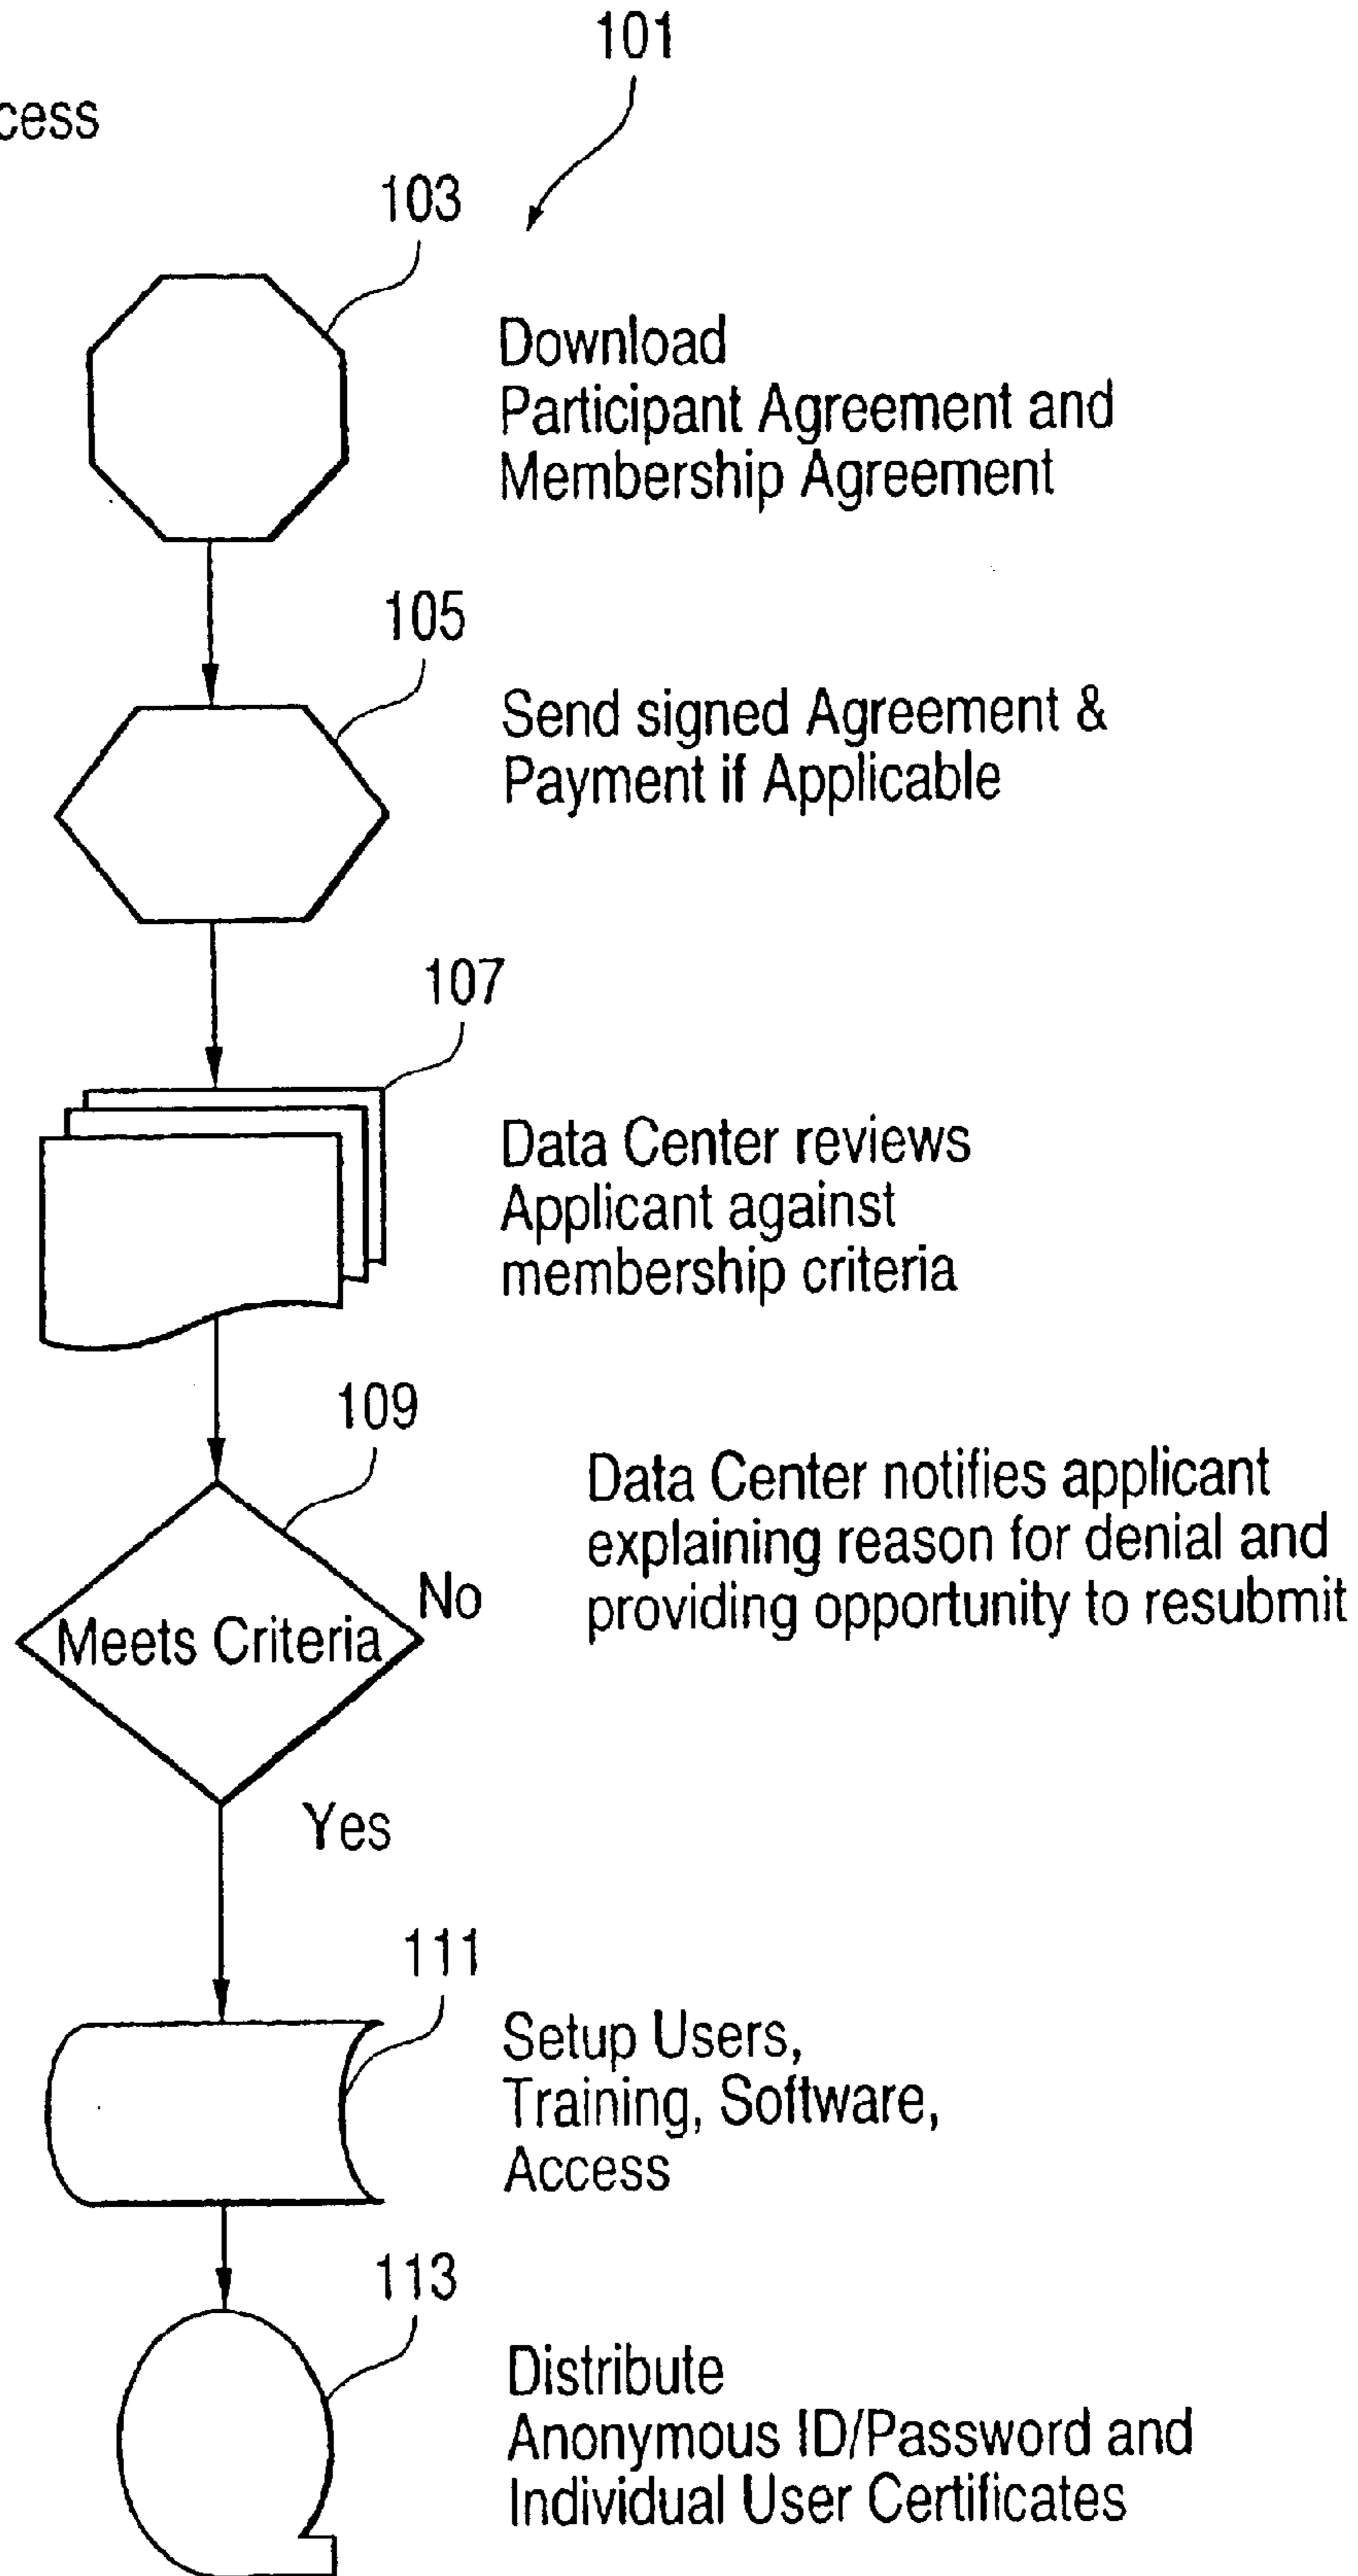 101
cess
103
Download
Participant Agreement and
Membership Agreement
105
Send signed Agreement &
Payment if Applicable
107
Data Center reviews
Applicant against
membership criteria
109
Data Center notifies applicant
explaining reason for denial and
providing opportunity to resubmit
No
Meets Criteria
Yes
111
Setup Users,
Training, Software,
Access
113
Distribute
Anonymous ID/Password and
Individual User Certificates